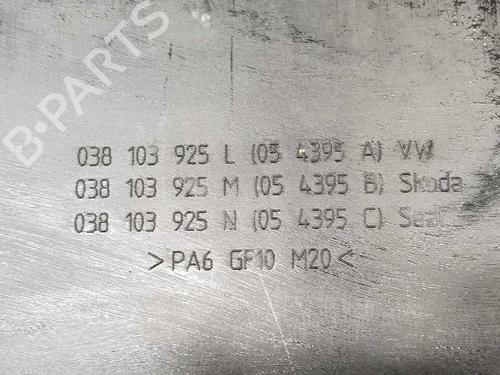 B-PARTS
038 103 925 L (05 4395 A) VW
038 103 925 M (05 4395 B) Skoda
038 103 925 N (05 4395 C) Seat
>PA6 GF10 M20<